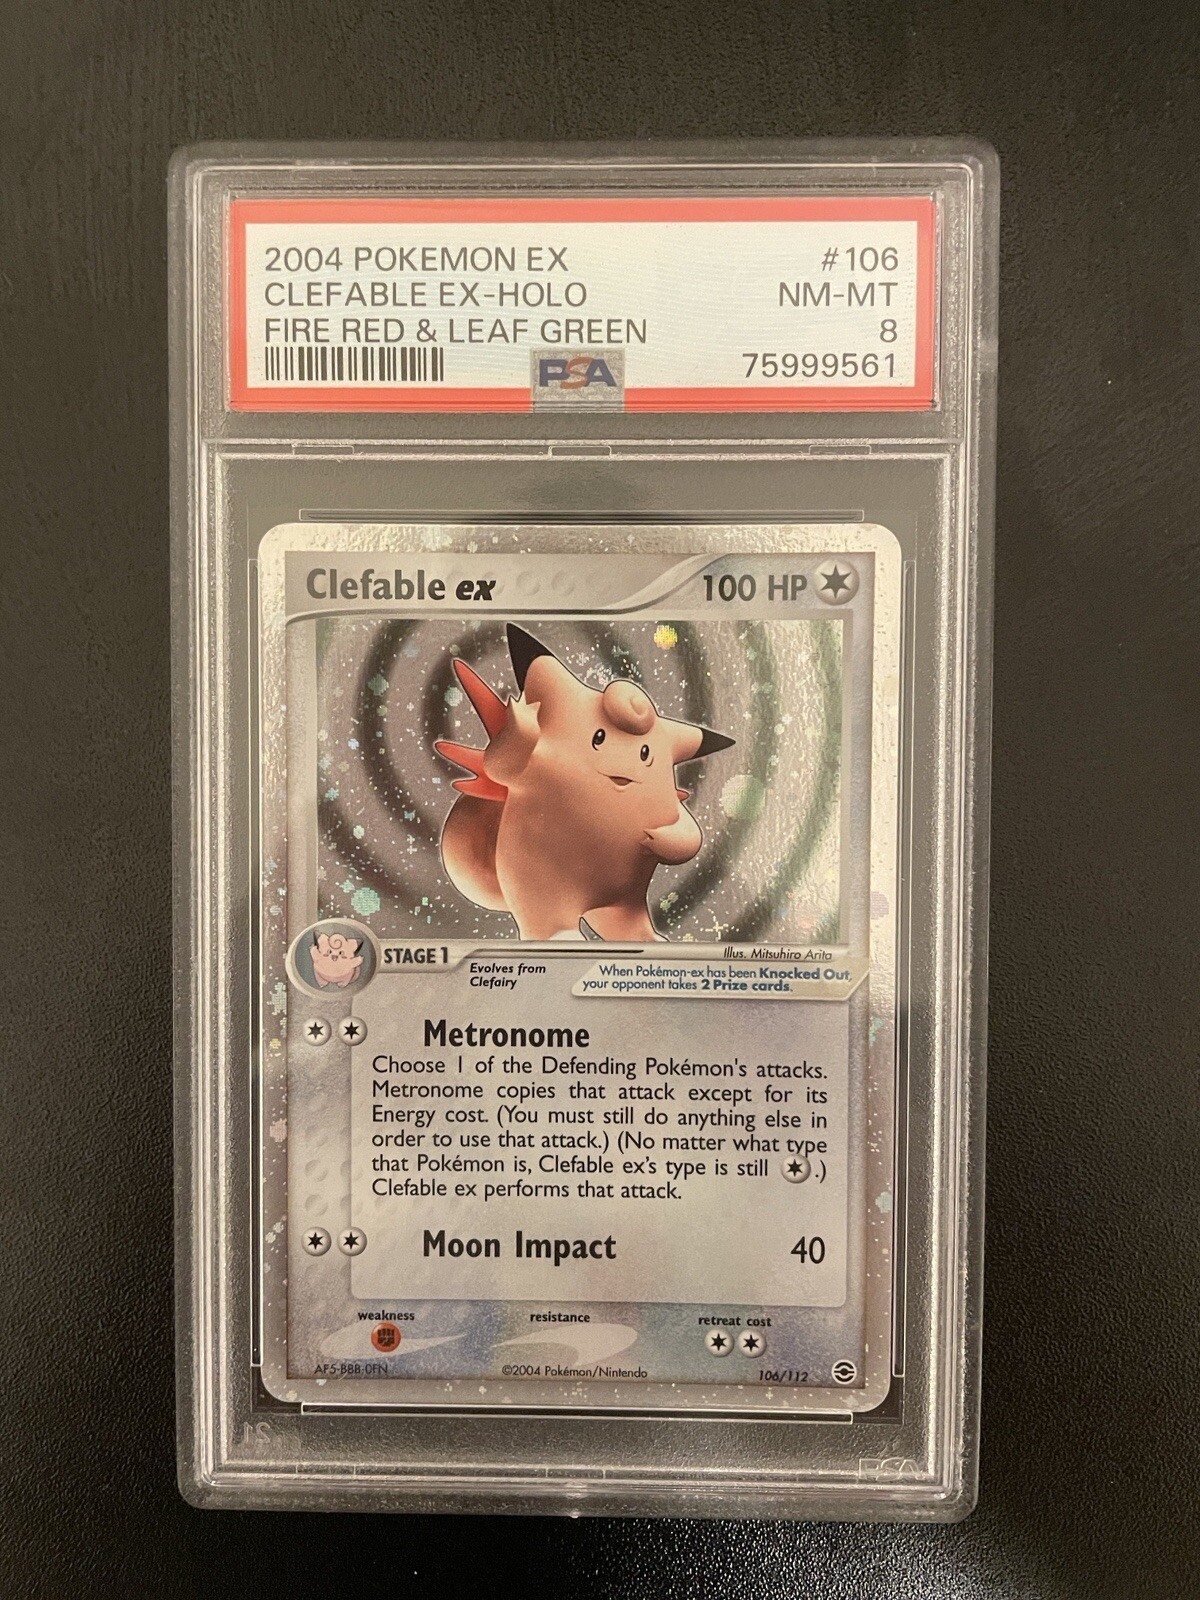 2004 POKEMON EX #106
CLEFABLE EX-HOLO NM-MT
FIRE RED & LEAF GREEN 8
PSA 75999561
Clefable ex 100 HP
STAGE 1
Evolves from
Clefairy
Illus. Mitsuhiro Arita
When Pokémon-ex has been Knocked Out,
your opponent takes 2 Prize cards.
Metronome
Choose 1 of the Defending Pokémon's attacks.
Metronome copies that attack except for its
Energy cost. (You must still do anything else in
order to use that attack.) (No matter what type
that Pokémon is, Clefable ex's type is still .)
Clefable ex performs that attack.
Moon Impact 40
weakness resistance retreat cost
AF5-BBB-0FN ©2004 Pokémon/Nintendo 106/112
PSA